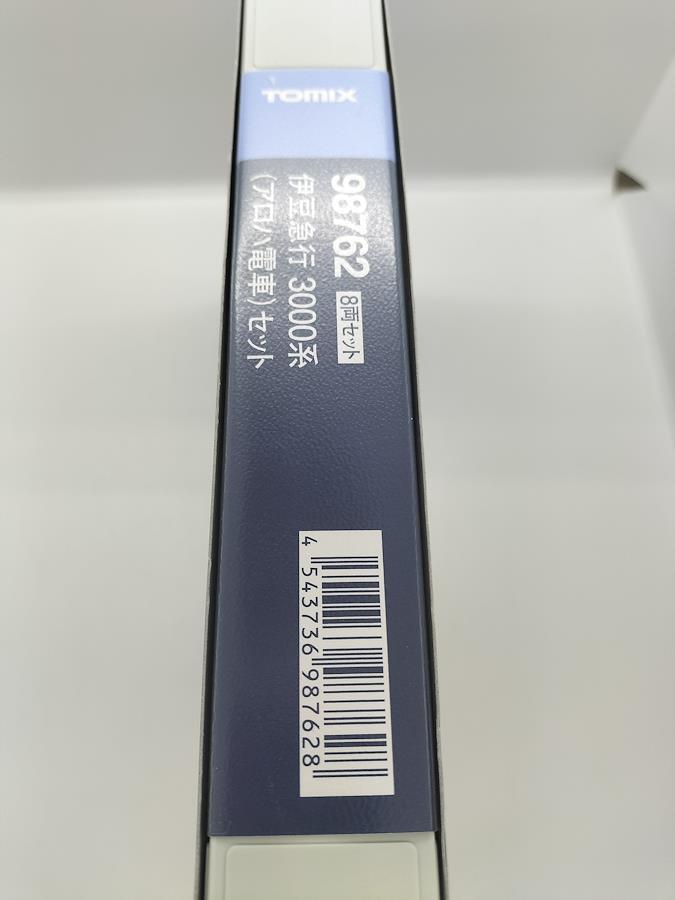 TOMIX
98762 8両セット
伊豆急行 3000系
(アロハ電車)セット
4 543736 987628